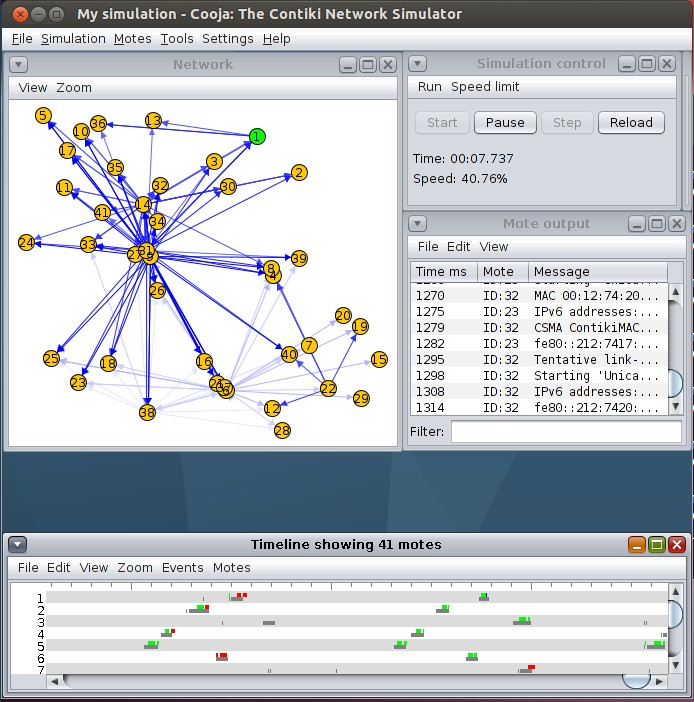 My simulation - Cooja: The Contiki Network Simulator
File Simulation Motes Tools Settings Help
Network
View Zoom
5
36
13
10
1
17
35
3
2
32
30
11
14
41
34
24
33
31
27
9
39
8
4
26
20
19
7
40
25
18
16
15
23
21
6
22
29
38
12
28
Simulation control
Run Speed limit
Start Pause Step Reload
Time: 00:07.737
Speed: 40.76%
Mote output
File Edit View
Time ms Mote Message
1270 ID:32 MAC 00:12:74:20...
1275 ID:23 IPv6 addresses:...
1279 ID:32 CSMA ContikiMAC...
1282 ID:23 fe80::212:7417:...
1295 ID:32 Tentative link-...
1298 ID:32 Starting 'Unica...
1308 ID:32 IPv6 addresses:...
1314 ID:32 fe80::212:7420:...
Filter:
Timeline showing 41 motes
File Edit View Zoom Events Motes
1
2
3
4
5
6
7